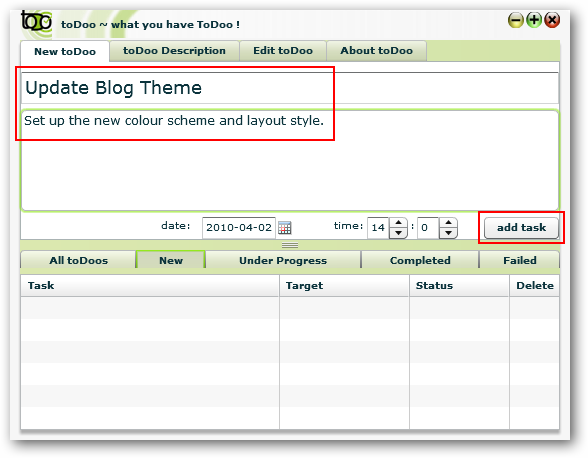 toDoo toDoo ~ what you have ToDoo !
New toDoo toDoo Description Edit toDoo About toDoo
Update Blog Theme
Set up the new colour scheme and layout style.
date: 2010-04-02 time: 14 : 0 add task
All toDoos New Under Progress Completed Failed
Task Target Status Delete